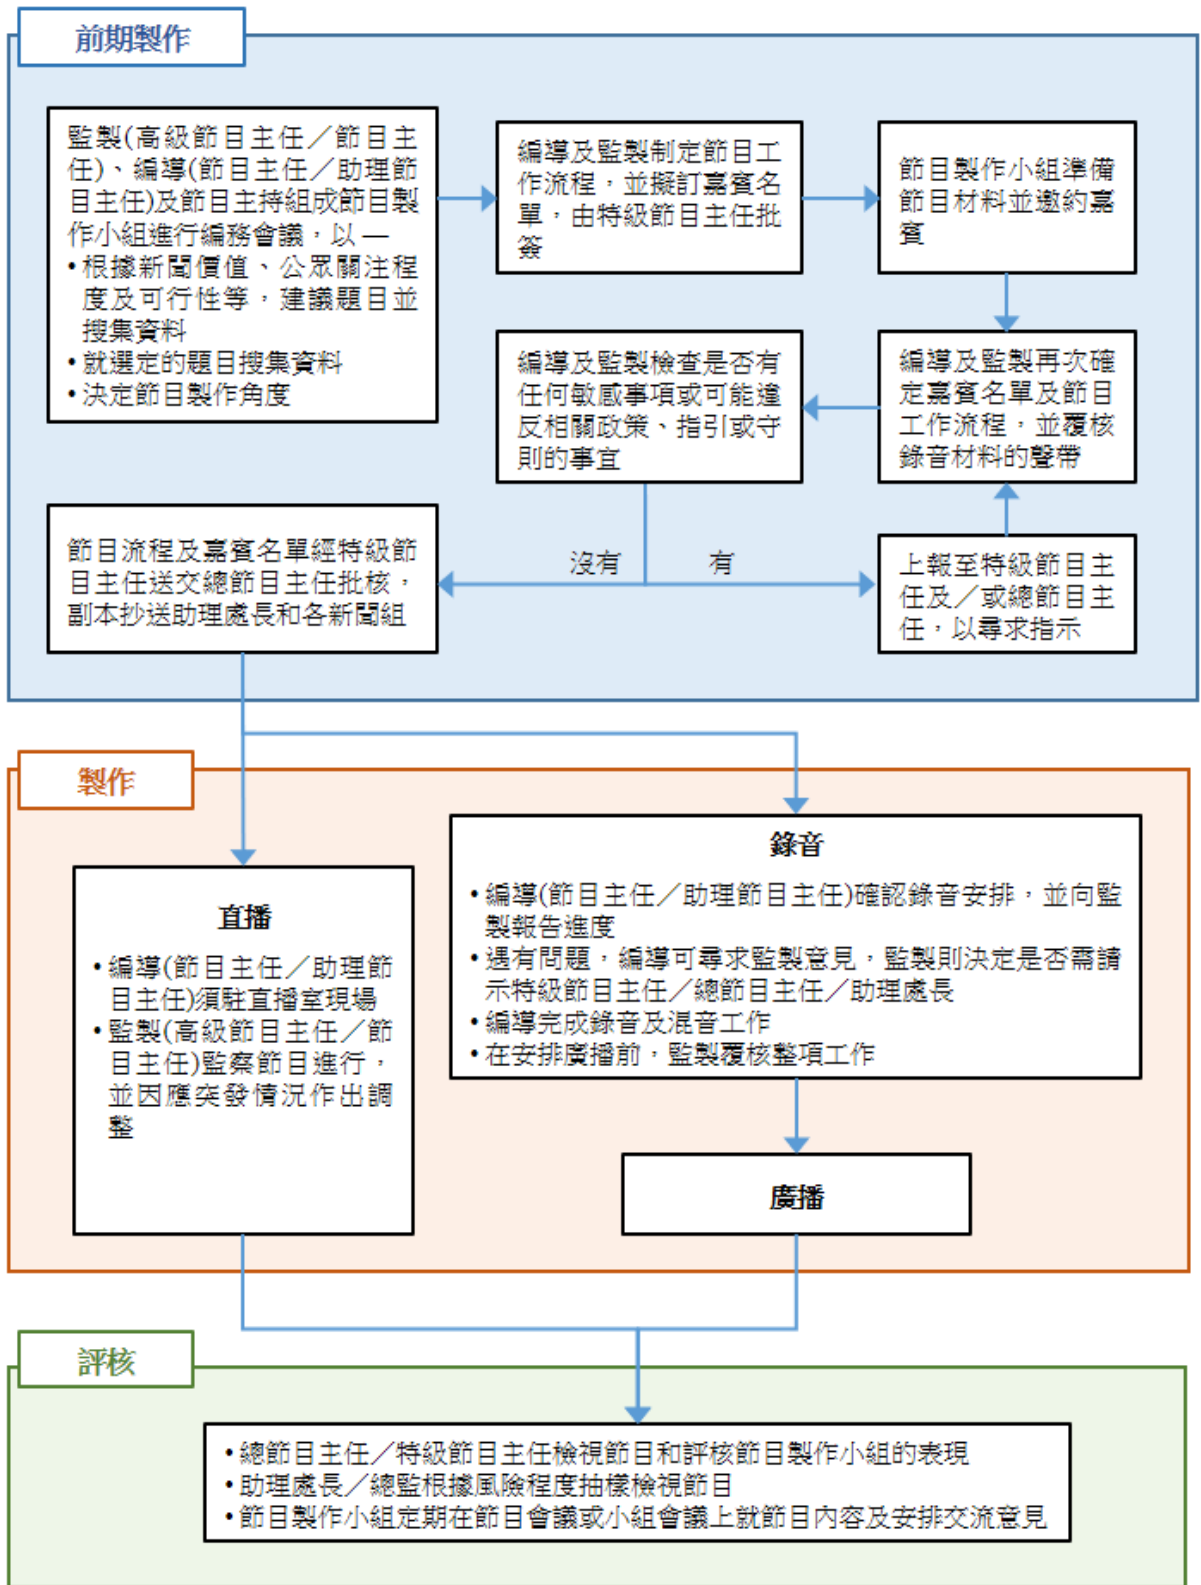 前期製作
監製(高級節目主任／節目主
任)、編導(節目主任／助理節
目主任)及節目主持組成節目製
作小組進行編務會議，以 —
• 根據新聞價值、公眾關注程
度及可行性等，建議題目並
搜集資料
• 就選定的題目搜集資料
• 決定節目製作角度
編導及監製制定節目工
作流程，並擬訂嘉賓名
單，由特級節目主任批
簽
節目製作小組準備
節目材料並邀約嘉
賓
編導及監製再次確
定嘉賓名單及節目
工作流程，並覆核
錄音材料的聲帶
編導及監製檢查是否有
任何敏感事項或可能違
反相關政策、指引或守
則的事宜
沒有
有
上報至特級節目主
任及／或總節目主
任，以尋求指示
節目流程及嘉賓名單經特級節
目主任送交總節目主任批核，
副本抄送助理處長和各新聞組
製作
直播
• 編導(節目主任／助理節
目主任)須駐直播室現場
• 監製(高級節目主任／節
目主任)監察節目進行，
並因應突發情況作出調
整
錄音
• 編導(節目主任／助理節目主任)確認錄音安排，並向監
製報告進度
• 遇有問題，編導可尋求監製意見，監製則決定是否需請
示特級節目主任／總節目主任／助理處長
• 編導完成錄音及混音工作
• 在安排廣播前，監製覆核整項工作
廣播
評核
• 總節目主任／特級節目主任檢視節目和評核節目製作小組的表現
• 助理處長／總監根據風險程度抽樣檢視節目
• 節目製作小組定期在節目會議或小組會議上就節目內容及安排交流意見